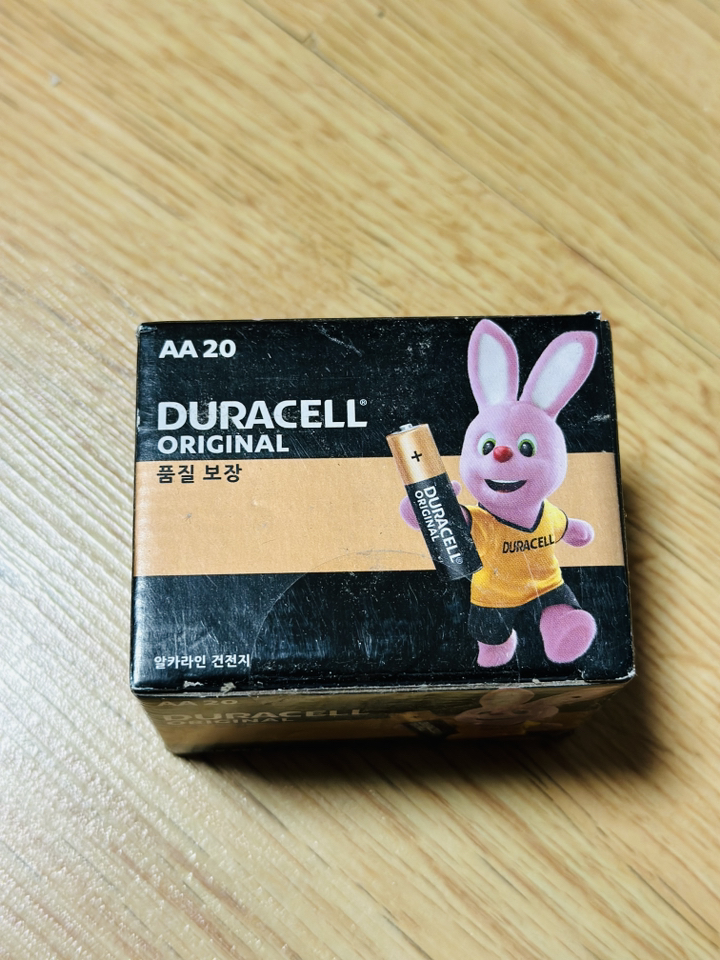 AA 20
DURACELL®
ORIGINAL
품질 보장
+
DURACELL®
ORIGINAL
DURACELL
알카라인 건전지
AA 20
DURACELL